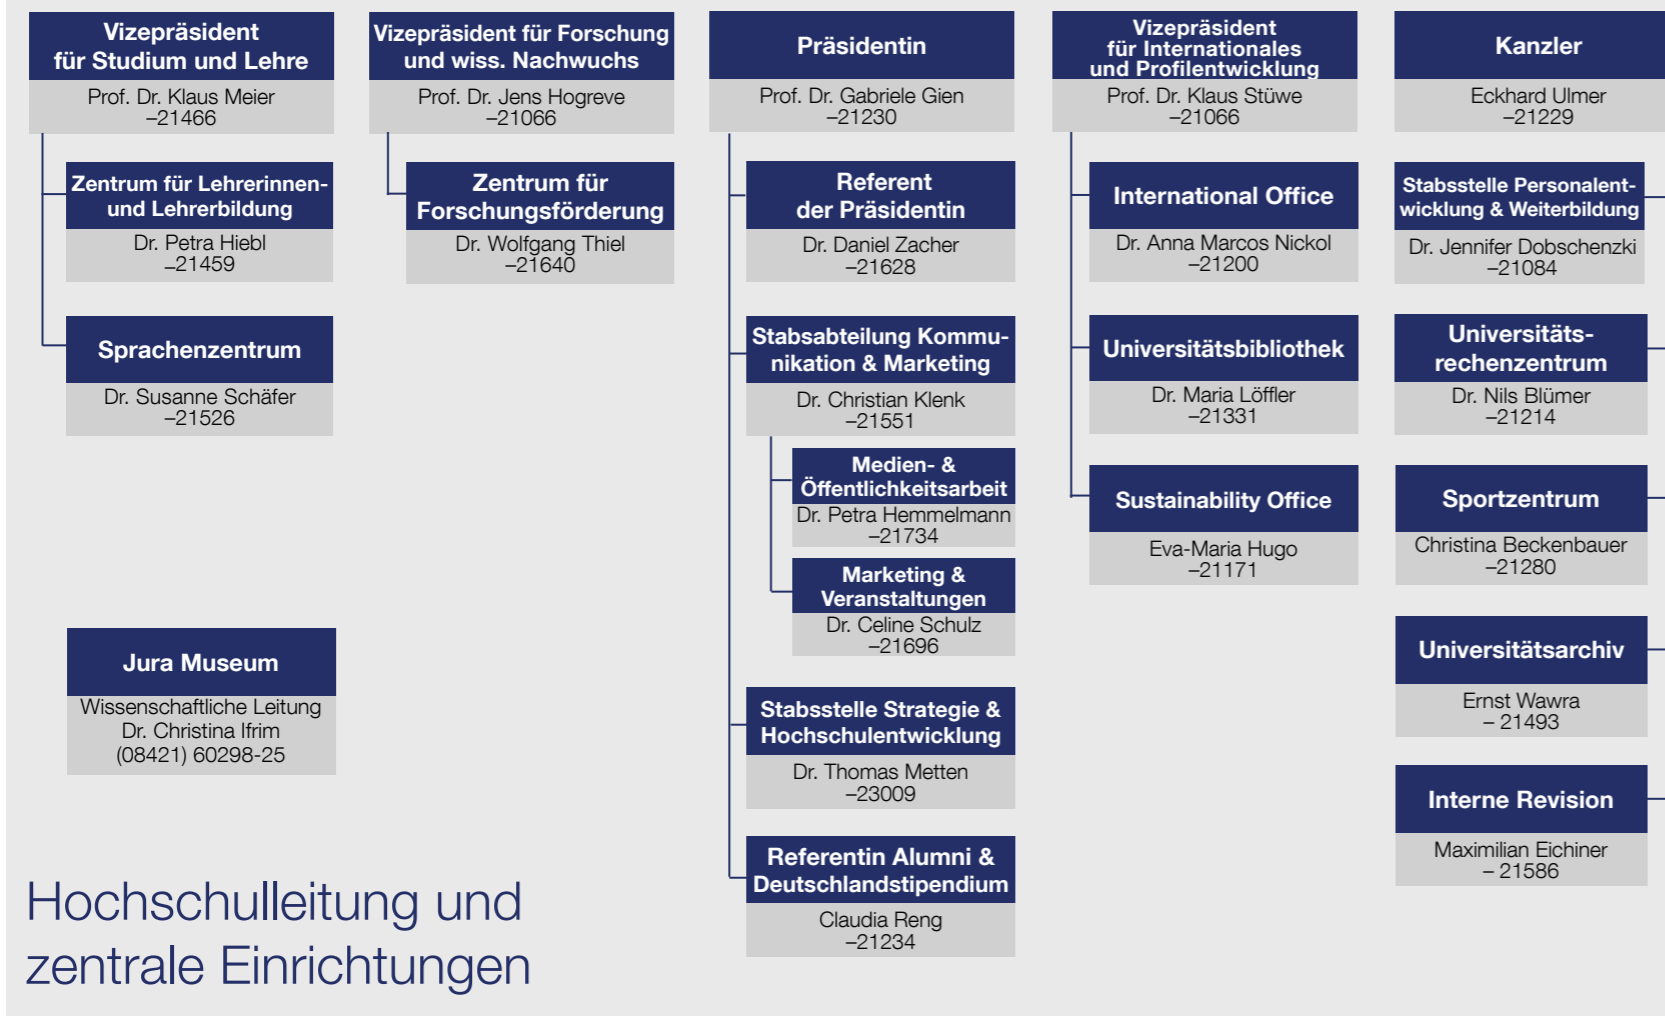 Vizepräsident
für Studium und Lehre
Prof. Dr. Klaus Meier
–21466
Zentrum für Lehrerinnen-
und Lehrerbildung
Dr. Petra Hiebl
–21459
Sprachenzentrum
Dr. Susanne Schäfer
–21526
Jura Museum
Wissenschaftliche Leitung
Dr. Christina Ifrim
(08421) 60298-25
Vizepräsident für Forschung
und wiss. Nachwuchs
Prof. Dr. Jens Hogreve
–21066
Zentrum für
Forschungsförderung
Dr. Wolfgang Thiel
–21640
Präsidentin
Prof. Dr. Gabriele Gien
–21230
Referent
der Präsidentin
Dr. Daniel Zacher
–21628
Stabsabteilung Kommu-
nikation & Marketing
Dr. Christian Klenk
–21551
Medien- &
Öffentlichkeitsarbeit
Dr. Petra Hemmelmann
–21734
Marketing &
Veranstaltungen
Dr. Celine Schulz
–21696
Stabsstelle Strategie &
Hochschulentwicklung
Dr. Thomas Metten
–23009
Referentin Alumni &
Deutschlandstipendium
Claudia Reng
–21234
Vizepräsident
für Internationales
und Profilentwicklung
Prof. Dr. Klaus Stüwe
–21066
International Office
Dr. Anna Marcos Nickol
–21200
Universitätsbibliothek
Dr. Maria Löffler
–21331
Sustainability Office
Eva-Maria Hugo
–21171
Kanzler
Eckhard Ulmer
–21229
Stabsstelle Personalent-
wicklung & Weiterbildung
Dr. Jennifer Dobschenzki
–21084
Universitäts-
rechenzentrum
Dr. Nils Blümer
–21214
Sportzentrum
Christina Beckenbauer
–21280
Universitätsarchiv
Ernst Wawra
– 21493
Interne Revision
Maximilian Eichiner
– 21586
Hochschulleitung und
zentrale Einrichtungen